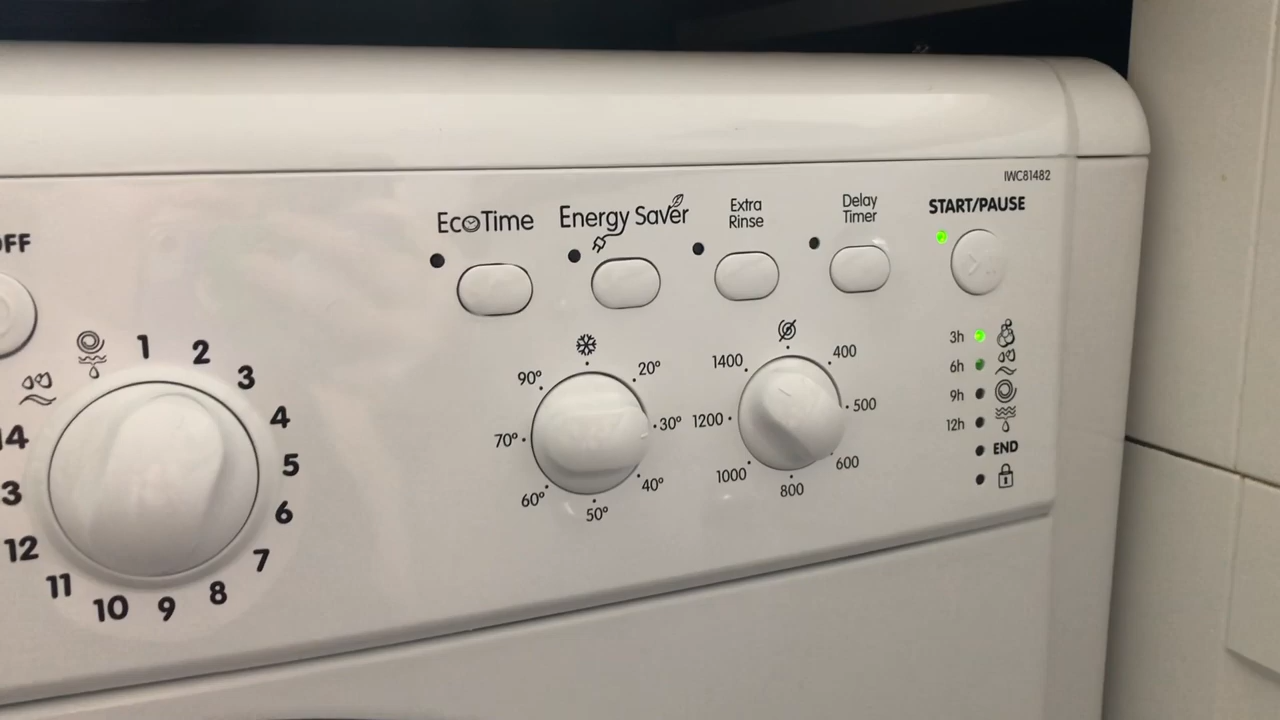 IWC81482
EcoTime
Energy Saver
Extra
Rinse
Delay
Timer
START/PAUSE
FF
1
2
3
4
5
6
7
8
9
10
11
12
3
14
20°
30°
40°
50°
60°
70°
90°
400
500
600
800
1000
1200
1400
3h
6h
9h
12h
END